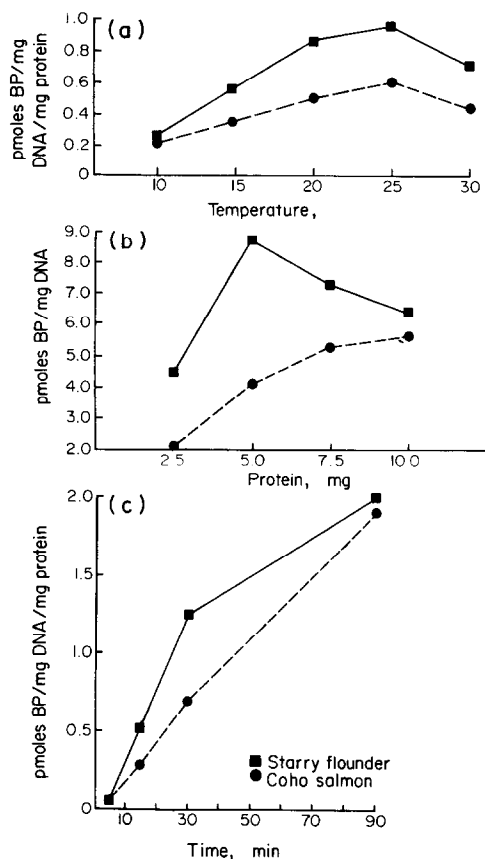 (a)
pmoles BP/mg
DNA/mg protein
1.0
0.8
0.6
0.4
0.2
0
10 15 20 25 30
Temperature,
(b)
pmoles BP/mg DNA
9.0
8.0
7.0
6.0
5.0
4.0
3.0
2.0
2.5 5.0 7.5 10.0
Protein, mg
(c)
pmoles BP/mg DNA/mg protein
2.0
1.5
1.0
0.5
0
10 30 50 70 90
Starry flounder
Coho salmon
Time, min